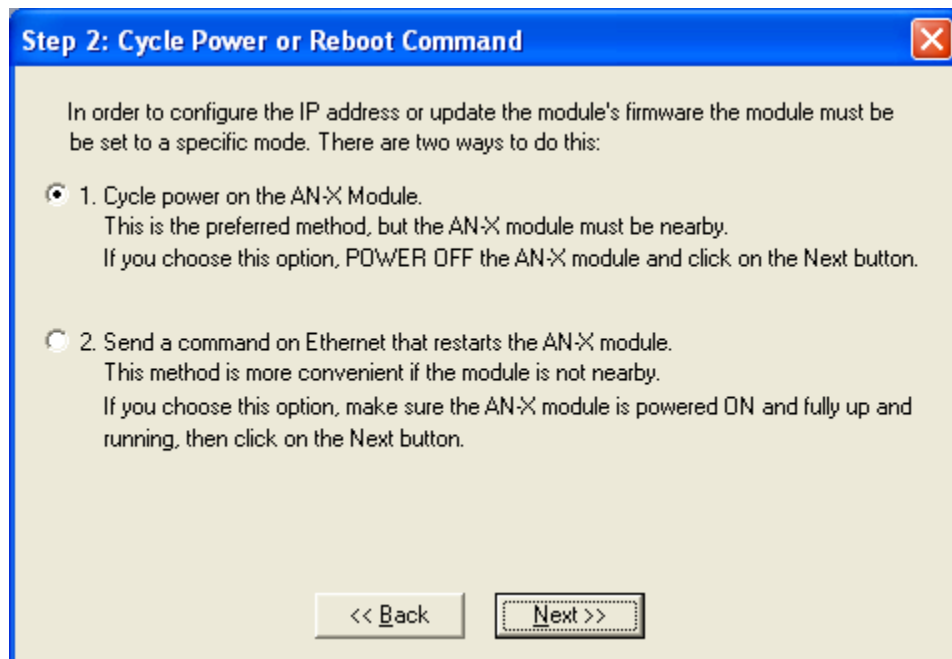 Step 2: Cycle Power or Reboot Command
In order to configure the IP address or update the module's firmware the module must be
be set to a specific mode. There are two ways to do this:
1. Cycle power on the AN-X Module.
This is the preferred method, but the AN-X module must be nearby.
If you choose this option, POWER OFF the AN-X module and click on the Next button.
2. Send a command on Ethernet that restarts the AN-X module.
This method is more convenient if the module is not nearby.
If you choose this option, make sure the AN-X module is powered ON and fully up and
running, then click on the Next button.
<< Back
Next >>